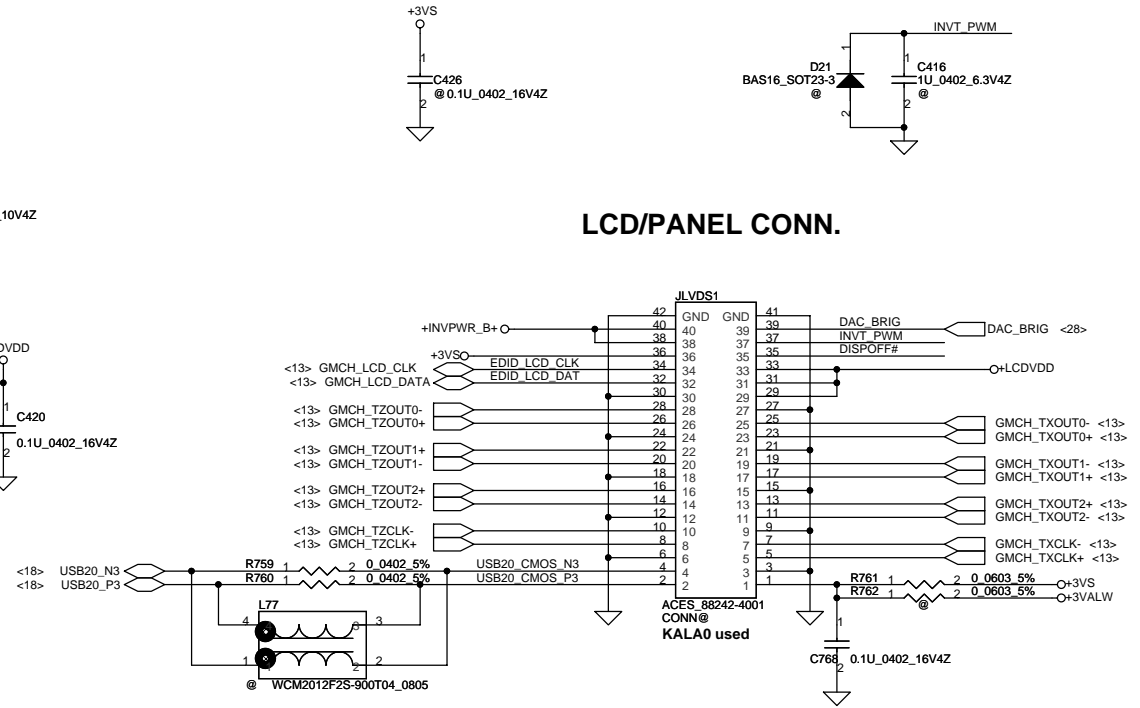 +3VS
1
C426
@ 0.1U_0402_16V4Z
2
INVT_PWM
1
D21
BAS16_SOT23-3
@
2
1
C416
1U_0402_6.3V4Z
@
2
_10V4Z
LCD/PANEL CONN.
DVDD
1
C420
0.1U_0402_16V4Z
2
JLVDS1
42 GND GND 41
+INVPWR_B+ 40 40 39 39 DAC_BRIG DAC_BRIG <28>
38 38 37 37 INVT_PWM
+3VS 36 36 35 35 DISPOFF#
<13> GMCH_LCD_CLK EDID_LCD_CLK 34 34 33 33 +LCDVDD
<13> GMCH_LCD_DATA EDID_LCD_DAT 32 32 31 31
30 30 29 29
<13> GMCH_TZOUT0- 28 28 27 27
<13> GMCH_TZOUT0+ 26 26 25 25 GMCH_TXOUT0- <13>
24 24 23 23 GMCH_TXOUT0+ <13>
<13> GMCH_TZOUT1+ 22 22 21 21
<13> GMCH_TZOUT1- 20 20 19 19 GMCH_TXOUT1- <13>
18 18 17 17 GMCH_TXOUT1+ <13>
<13> GMCH_TZOUT2+ 16 16 15 15
<13> GMCH_TZOUT2- 14 14 13 13 GMCH_TXOUT2+ <13>
12 12 11 11 GMCH_TXOUT2- <13>
<13> GMCH_TZCLK- 10 10 9 9
<13> GMCH_TZCLK+ 8 8 7 7 GMCH_TXCLK- <13>
6 6 5 5 GMCH_TXCLK+ <13>
<18> USB20_N3 R759 1 2 0_0402_5% USB20_CMOS_N3 4 4 3 3
<18> USB20_P3 R760 1 2 0_0402_5% USB20_CMOS_P3 2 2 1 1
R761 1 2 0_0603_5% +3VS
R762 1 2 0_0603_5% +3VALW
@
ACES_88242-4001
CONN@
KALA0 used
L77
4 3 3
1 2 2
@ WCM2012F2S-900T04_0805
1
C768 0.1U_0402_16V4Z
2